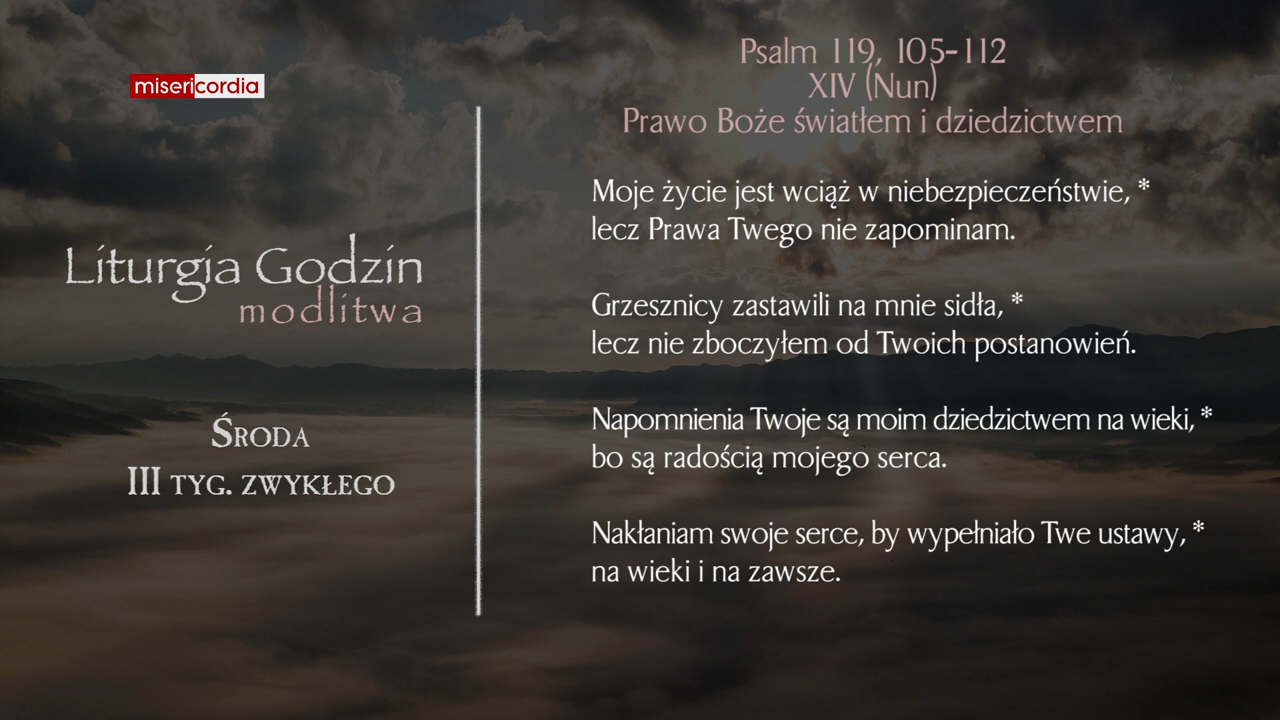 misericordia
Liturgia Godzin
modlitwa
Środa
III tyg. zwykłego
Psalm 119, 105-112
XIV (Nun)
Prawo Boże światłem i dziedzictwem
Moje życie jest wciąż w niebezpieczeństwie, *
lecz Prawa Twego nie zapominam.
Grzesznicy zastawili na mnie sidła, *
lecz nie zboczyłem od Twoich postanowień.
Napomnienia Twoje są moim dziedzictwem na wieki, *
bo są radością mojego serca.
Nakłaniam swoje serce, by wypełniało Twe ustawy, *
na wieki i na zawsze.